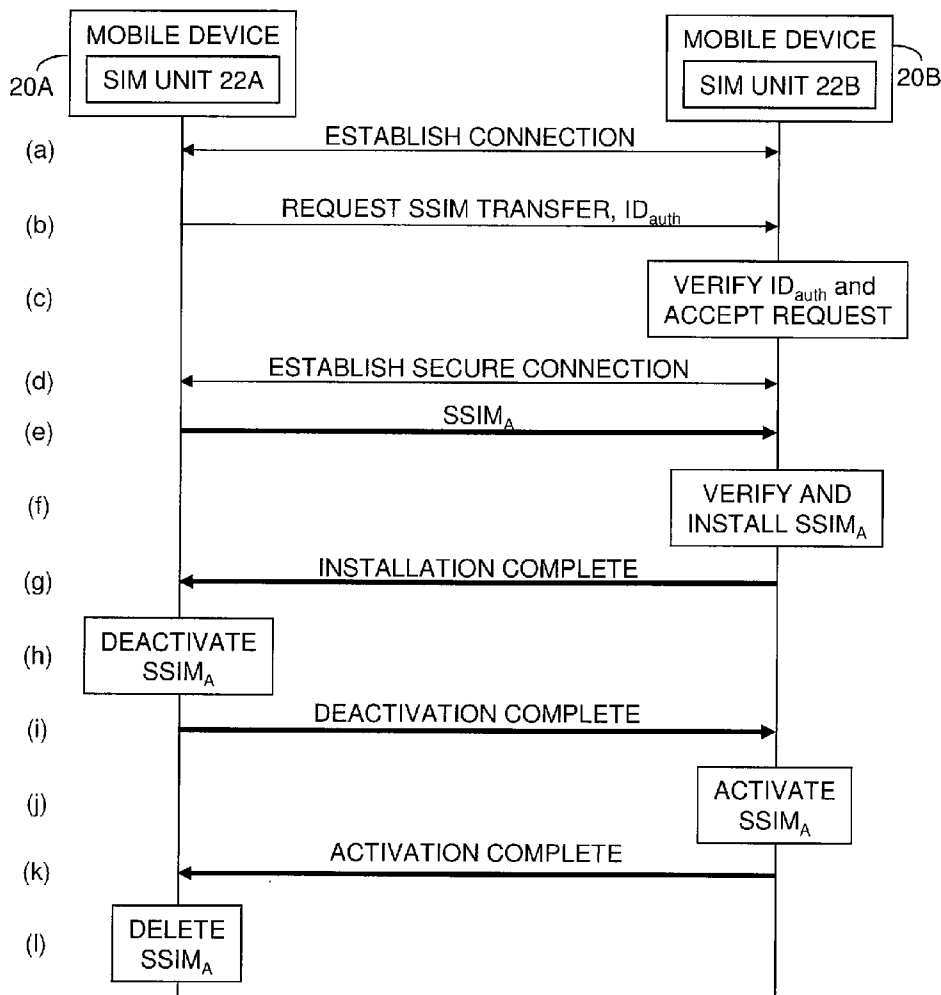 MOBILE DEVICE
SIM UNIT 22A
20A
MOBILE DEVICE
SIM UNIT 22B
20B
(a)
ESTABLISH CONNECTION
(b)
REQUEST SSIM TRANSFER, IDauth
(c)
VERIFY IDauth and
ACCEPT REQUEST
(d)
ESTABLISH SECURE CONNECTION
(e)
SSIMA
(f)
VERIFY AND
INSTALL SSIMA
(g)
INSTALLATION COMPLETE
(h)
DEACTIVATE
SSIMA
(i)
DEACTIVATION COMPLETE
(j)
ACTIVATE
SSIMA
(k)
ACTIVATION COMPLETE
(l)
DELETE
SSIMA